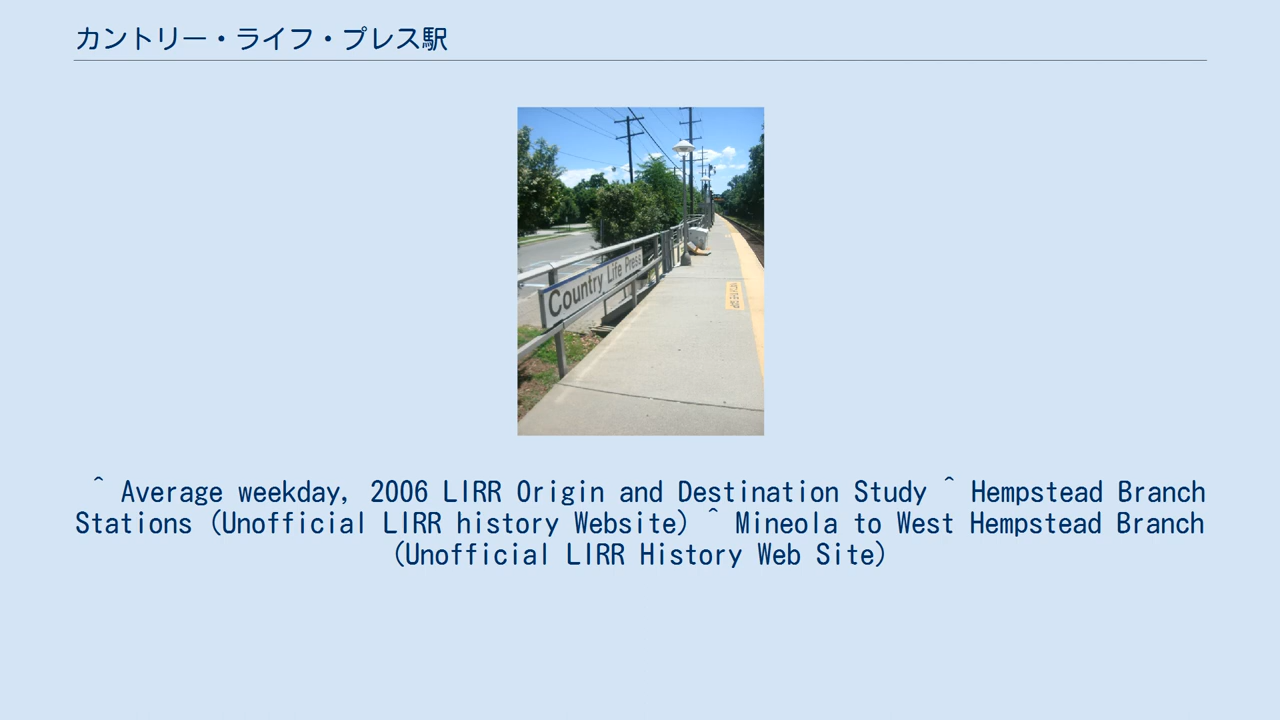 カントリー・ライフ・プレス駅
Country Life Press
^ Average weekday, 2006 LIRR Origin and Destination Study ^ Hempstead Branch
Stations (Unofficial LIRR history Website) ^ Mineola to West Hempstead Branch
(Unofficial LIRR History Web Site)